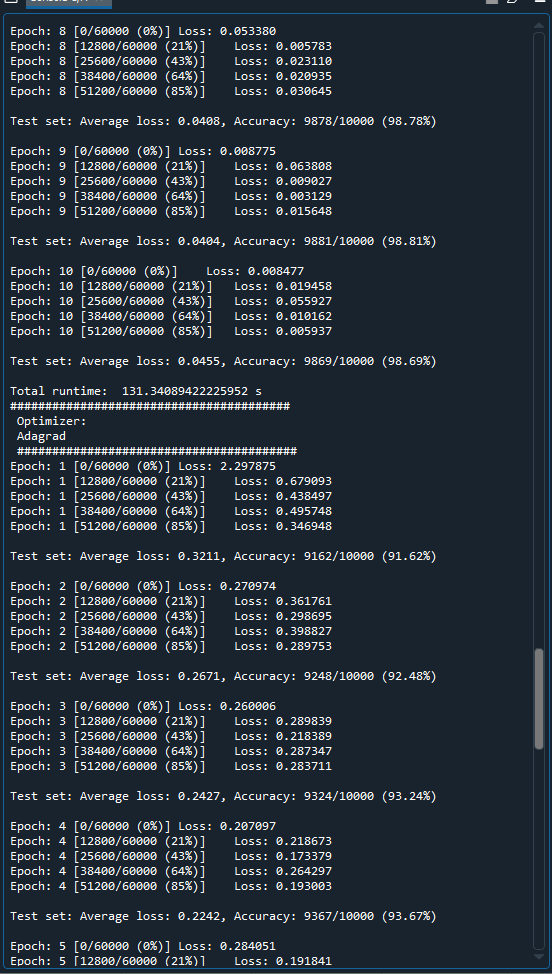 Epoch: 8 [0/60000 (0%)] Loss: 0.053380
Epoch: 8 [12800/60000 (21%)]    Loss: 0.005783
Epoch: 8 [25600/60000 (43%)]    Loss: 0.023110
Epoch: 8 [38400/60000 (64%)]    Loss: 0.020935
Epoch: 8 [51200/60000 (85%)]    Loss: 0.030645
Test set: Average loss: 0.0408, Accuracy: 9878/10000 (98.78%)
Epoch: 9 [0/60000 (0%)] Loss: 0.008775
Epoch: 9 [12800/60000 (21%)]    Loss: 0.063808
Epoch: 9 [25600/60000 (43%)]    Loss: 0.009027
Epoch: 9 [38400/60000 (64%)]    Loss: 0.003129
Epoch: 9 [51200/60000 (85%)]    Loss: 0.015648
Test set: Average loss: 0.0404, Accuracy: 9881/10000 (98.81%)
Epoch: 10 [0/60000 (0%)]    Loss: 0.008477
Epoch: 10 [12800/60000 (21%)]   Loss: 0.019458
Epoch: 10 [25600/60000 (43%)]   Loss: 0.055927
Epoch: 10 [38400/60000 (64%)]   Loss: 0.010162
Epoch: 10 [51200/60000 (85%)]   Loss: 0.005937
Test set: Average loss: 0.0455, Accuracy: 9869/10000 (98.69%)
Total runtime:  131.34089422225952 s
########################################
Optimizer:
Adagrad
########################################
Epoch: 1 [0/60000 (0%)] Loss: 2.297875
Epoch: 1 [12800/60000 (21%)]    Loss: 0.679093
Epoch: 1 [25600/60000 (43%)]    Loss: 0.438497
Epoch: 1 [38400/60000 (64%)]    Loss: 0.495748
Epoch: 1 [51200/60000 (85%)]    Loss: 0.346948
Test set: Average loss: 0.3211, Accuracy: 9162/10000 (91.62%)
Epoch: 2 [0/60000 (0%)] Loss: 0.270974
Epoch: 2 [12800/60000 (21%)]    Loss: 0.361761
Epoch: 2 [25600/60000 (43%)]    Loss: 0.298695
Epoch: 2 [38400/60000 (64%)]    Loss: 0.398827
Epoch: 2 [51200/60000 (85%)]    Loss: 0.289753
Test set: Average loss: 0.2671, Accuracy: 9248/10000 (92.48%)
Epoch: 3 [0/60000 (0%)] Loss: 0.260006
Epoch: 3 [12800/60000 (21%)]    Loss: 0.289839
Epoch: 3 [25600/60000 (43%)]    Loss: 0.218389
Epoch: 3 [38400/60000 (64%)]    Loss: 0.287347
Epoch: 3 [51200/60000 (85%)]    Loss: 0.283711
Test set: Average loss: 0.2427, Accuracy: 9324/10000 (93.24%)
Epoch: 4 [0/60000 (0%)] Loss: 0.207097
Epoch: 4 [12800/60000 (21%)]    Loss: 0.218673
Epoch: 4 [25600/60000 (43%)]    Loss: 0.173379
Epoch: 4 [38400/60000 (64%)]    Loss: 0.264297
Epoch: 4 [51200/60000 (85%)]    Loss: 0.193003
Test set: Average loss: 0.2242, Accuracy: 9367/10000 (93.67%)
Epoch: 5 [0/60000 (0%)] Loss: 0.284051
Epoch: 5 [12800/60000 (21%)]    Loss: 0.191841